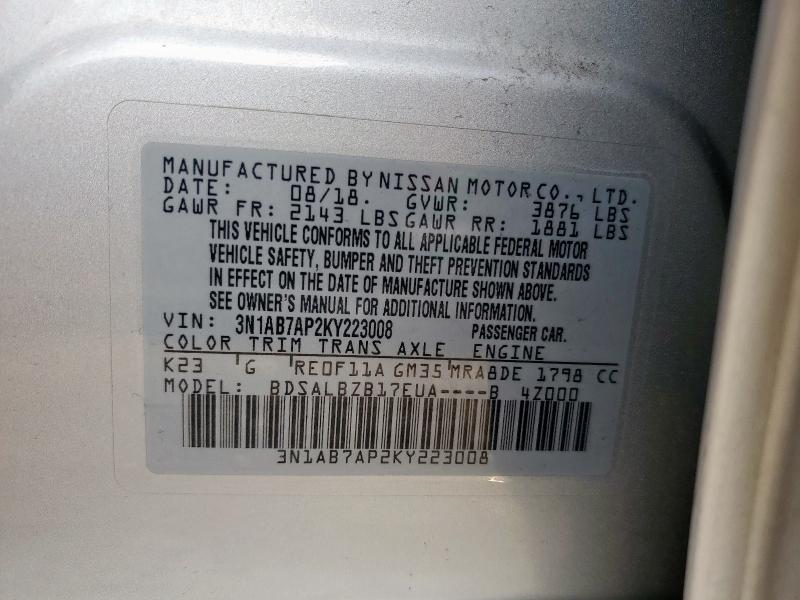 MANUFACTURED BY NISSAN MOTOR CO., LTD.
DATE: 08/18. GVWR: 3876 LBS
GAWR FR: 2143 LBS GAWR RR: 1881 LBS
THIS VEHICLE CONFORMS TO ALL APPLICABLE FEDERAL MOTOR
VEHICLE SAFETY, BUMPER AND THEFT PREVENTION STANDARDS
IN EFFECT ON THE DATE OF MANUFACTURE SHOWN ABOVE.
SEE OWNER'S MANUAL FOR ADDITIONAL INFORMATION.
VIN: 3N1AB7AP2KY223008 PASSENGER CAR.
COLOR TRIM TRANS AXLE ENGINE
K23 G RE0F11A GM35 MRA8DE 1798 CC
MODEL: BDSALBZB17EUA----B 4Z000
3N1AB7AP2KY223008